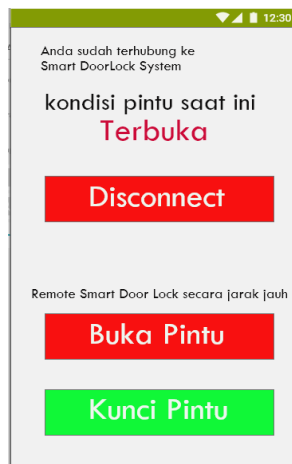 12:30
Anda sudah terhubung ke
Smart DoorLock System
kondisi pintu saat ini
Terbuka
Disconnect
Remote Smart Door Lock secara jarak jauh
Buka Pintu
Kunci Pintu